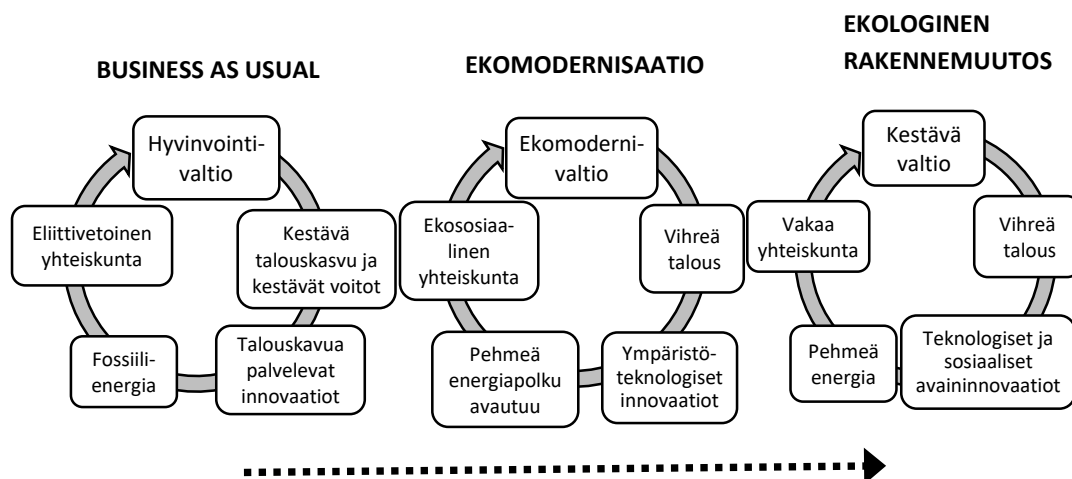 BUSINESS AS USUAL
Hyvinvointi-
valtio
Kestävä
talouskasvu ja
kestävät voitot
Talouskavua
palvelevat
innovaatiot
Fossiili-
energia
Eliittivetoinen
yhteiskunta
EKOMODERNISAATIO
Ekomoderni-
valtio
Vihreä
talous
Ympäristö-
teknologiset
innovaatiot
Pehmeä
energiapolku
avautuu
Ekososiaa-
linen
yhteiskunta
EKOLOGINEN
RAKENNEMUUTOS
Kestävä
valtio
Vihreä
talous
Teknologiset ja
sosiaaliset
avaininnovaatiot
Pehmeä
energia
Vakaa
yhteiskunta